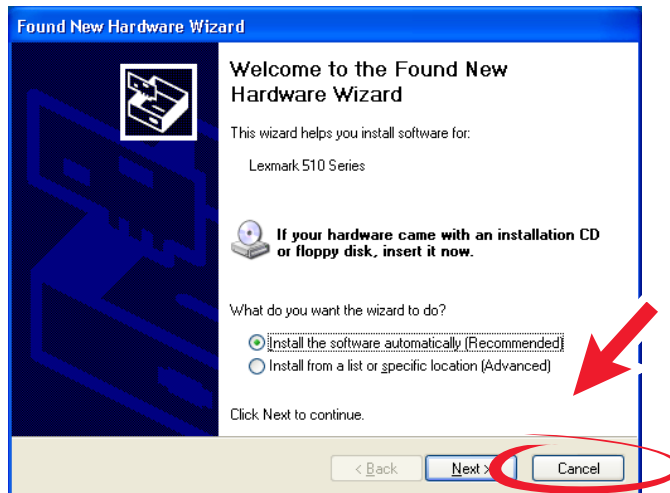 Found New Hardware Wizard
Welcome to the Found New
Hardware Wizard
This wizard helps you install software for:
Lexmark 510 Series
If your hardware came with an installation CD
or floppy disk, insert it now.
What do you want the wizard to do?
Install the software automatically (Recommended)
Install from a list or specific location (Advanced)
Click Next to continue.
< Back Next > Cancel